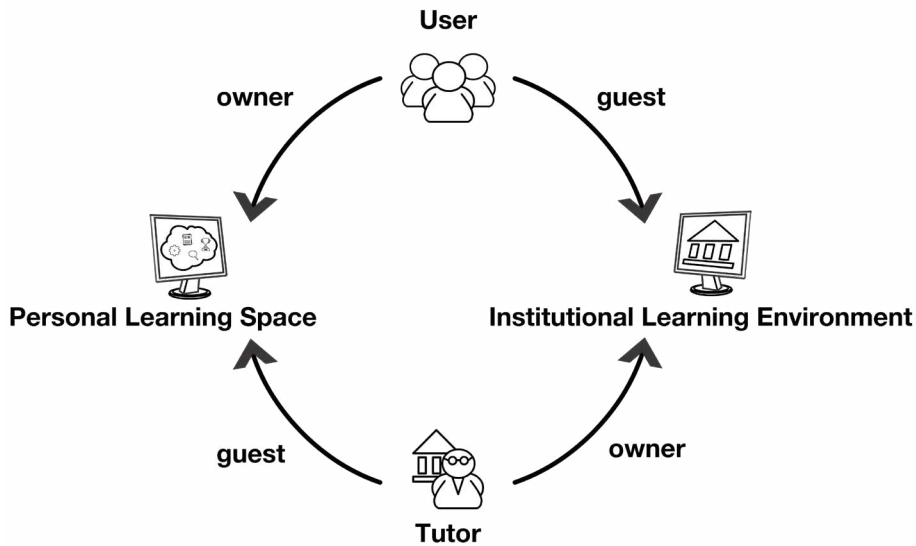 User
owner
guest
Personal Learning Space
Institutional Learning Environment
guest
owner
Tutor